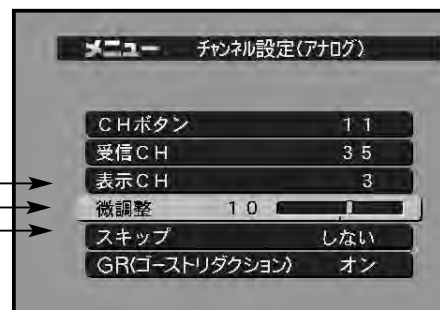 メニュー チャンネル設定(アナログ)
CHボタン 11
受信CH 35
表示CH 3
微調整 10
スキップ しない
GR(ゴーストリダクション) オン